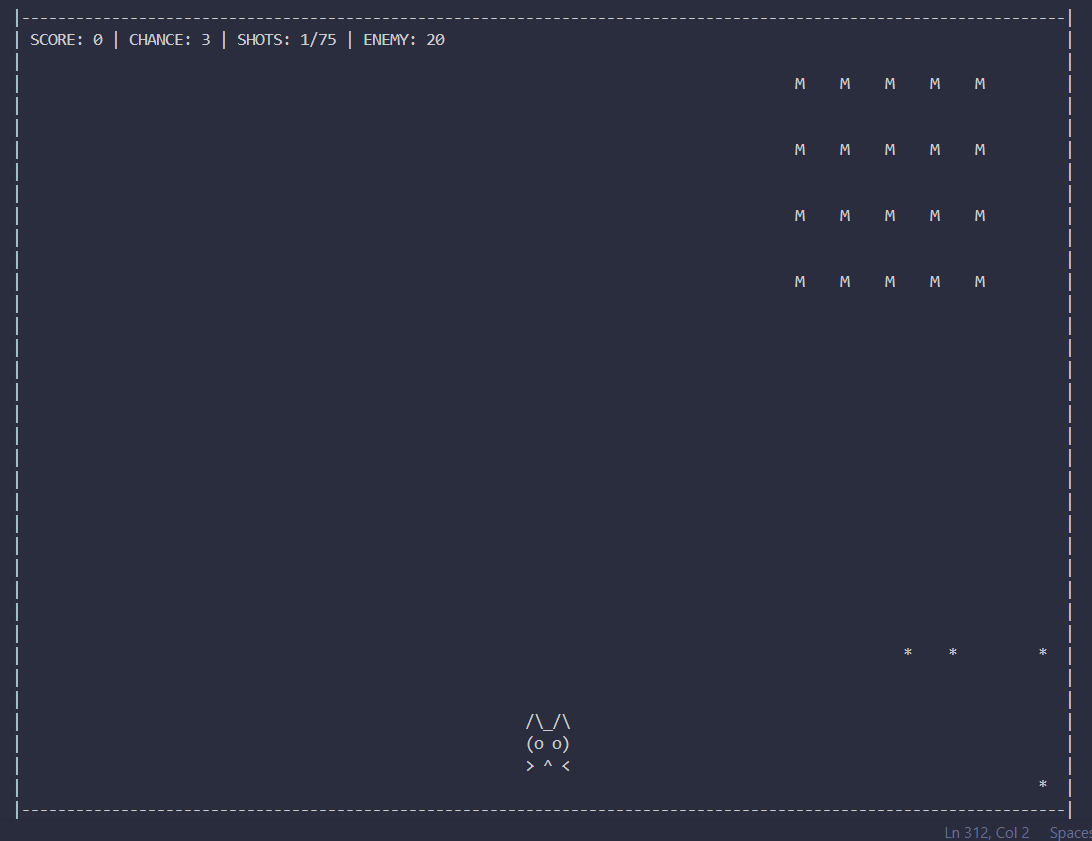 |--------------------------------------------------------------------------------------------------------------------|
| SCORE: 0 | CHANCE: 3 | SHOTS: 1/75 | ENEMY: 20
M M M M M
M M M M M
M M M M M
M M M M M
* * *
/\_/\
(o o)
> ^ <
*
|--------------------------------------------------------------------------------------------------------------------|
Ln 312, Col 2 Spaces